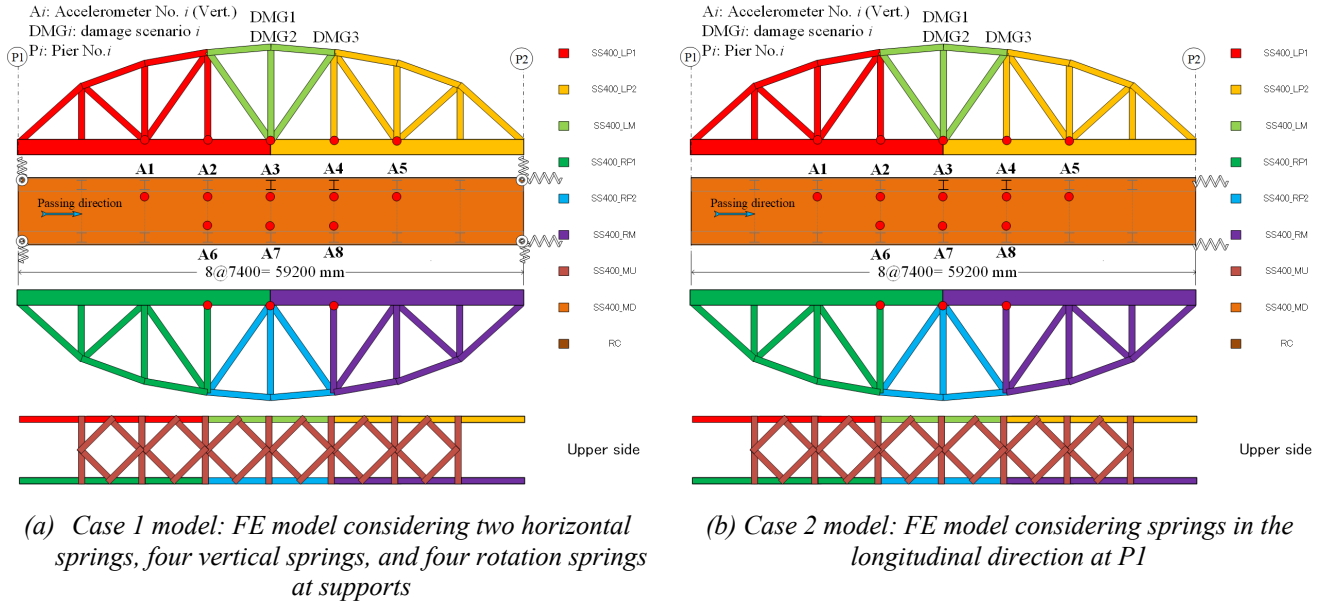 Ai: Accelerometer No. i (Vert.)
DMGi: damage scenario i
Pi: Pier No.i
DMG1
DMG2 DMG3
P1
P2
A1 A2 A3 A4 A5
Passing direction
A6 A7 A8
8@7400= 59200 mm
SS400_LP1
SS400_LP2
SS400_LM
SS400_RP1
SS400_RP2
SS400_RM
SS400_MU
SS400_MD
RC
Upper side
(a) Case 1 model: FE model considering two horizontal
springs, four vertical springs, and four rotation springs
at supports
Ai: Accelerometer No. i (Vert.)
DMGi: damage scenario i
Pi: Pier No.i
DMG1
DMG2 DMG3
P1
P2
A1 A2 A3 A4 A5
Passing direction
A6 A7 A8
8@7400= 59200 mm
SS400_LP1
SS400_LP2
SS400_LM
SS400_RP1
SS400_RP2
SS400_RM
SS400_MU
SS400_MD
RC
Upper side
(b) Case 2 model: FE model considering springs in the
longitudinal direction at P1